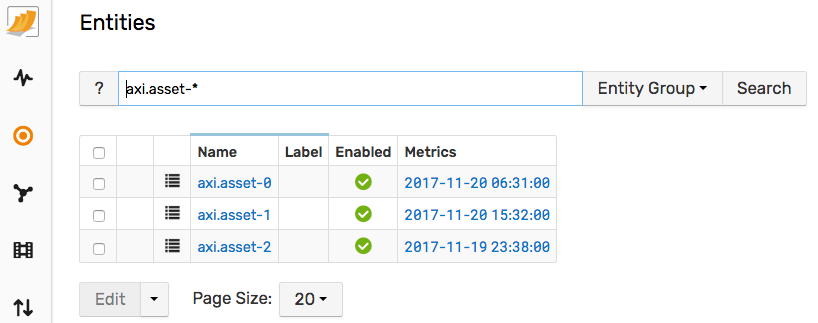 Entities
? axi.asset-* Entity Group Search
Name Label Enabled Metrics
axi.asset-0 2017-11-20 06:31:00
axi.asset-1 2017-11-20 15:32:00
axi.asset-2 2017-11-19 23:38:00
Edit Page Size: 20